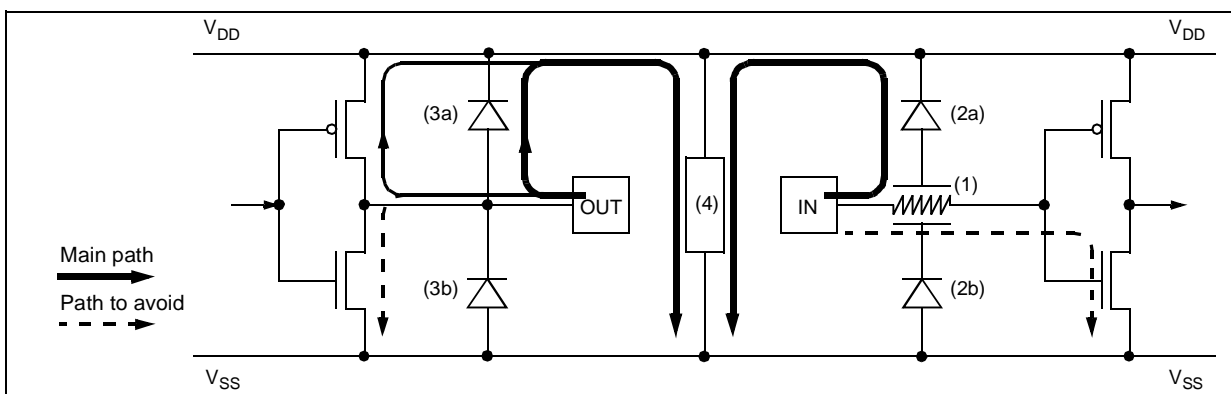 VDD
VDD
(3a)
(2a)
(1)
OUT
(4)
IN
Main path
(3b)
(2b)
Path to avoid
VSS
VSS